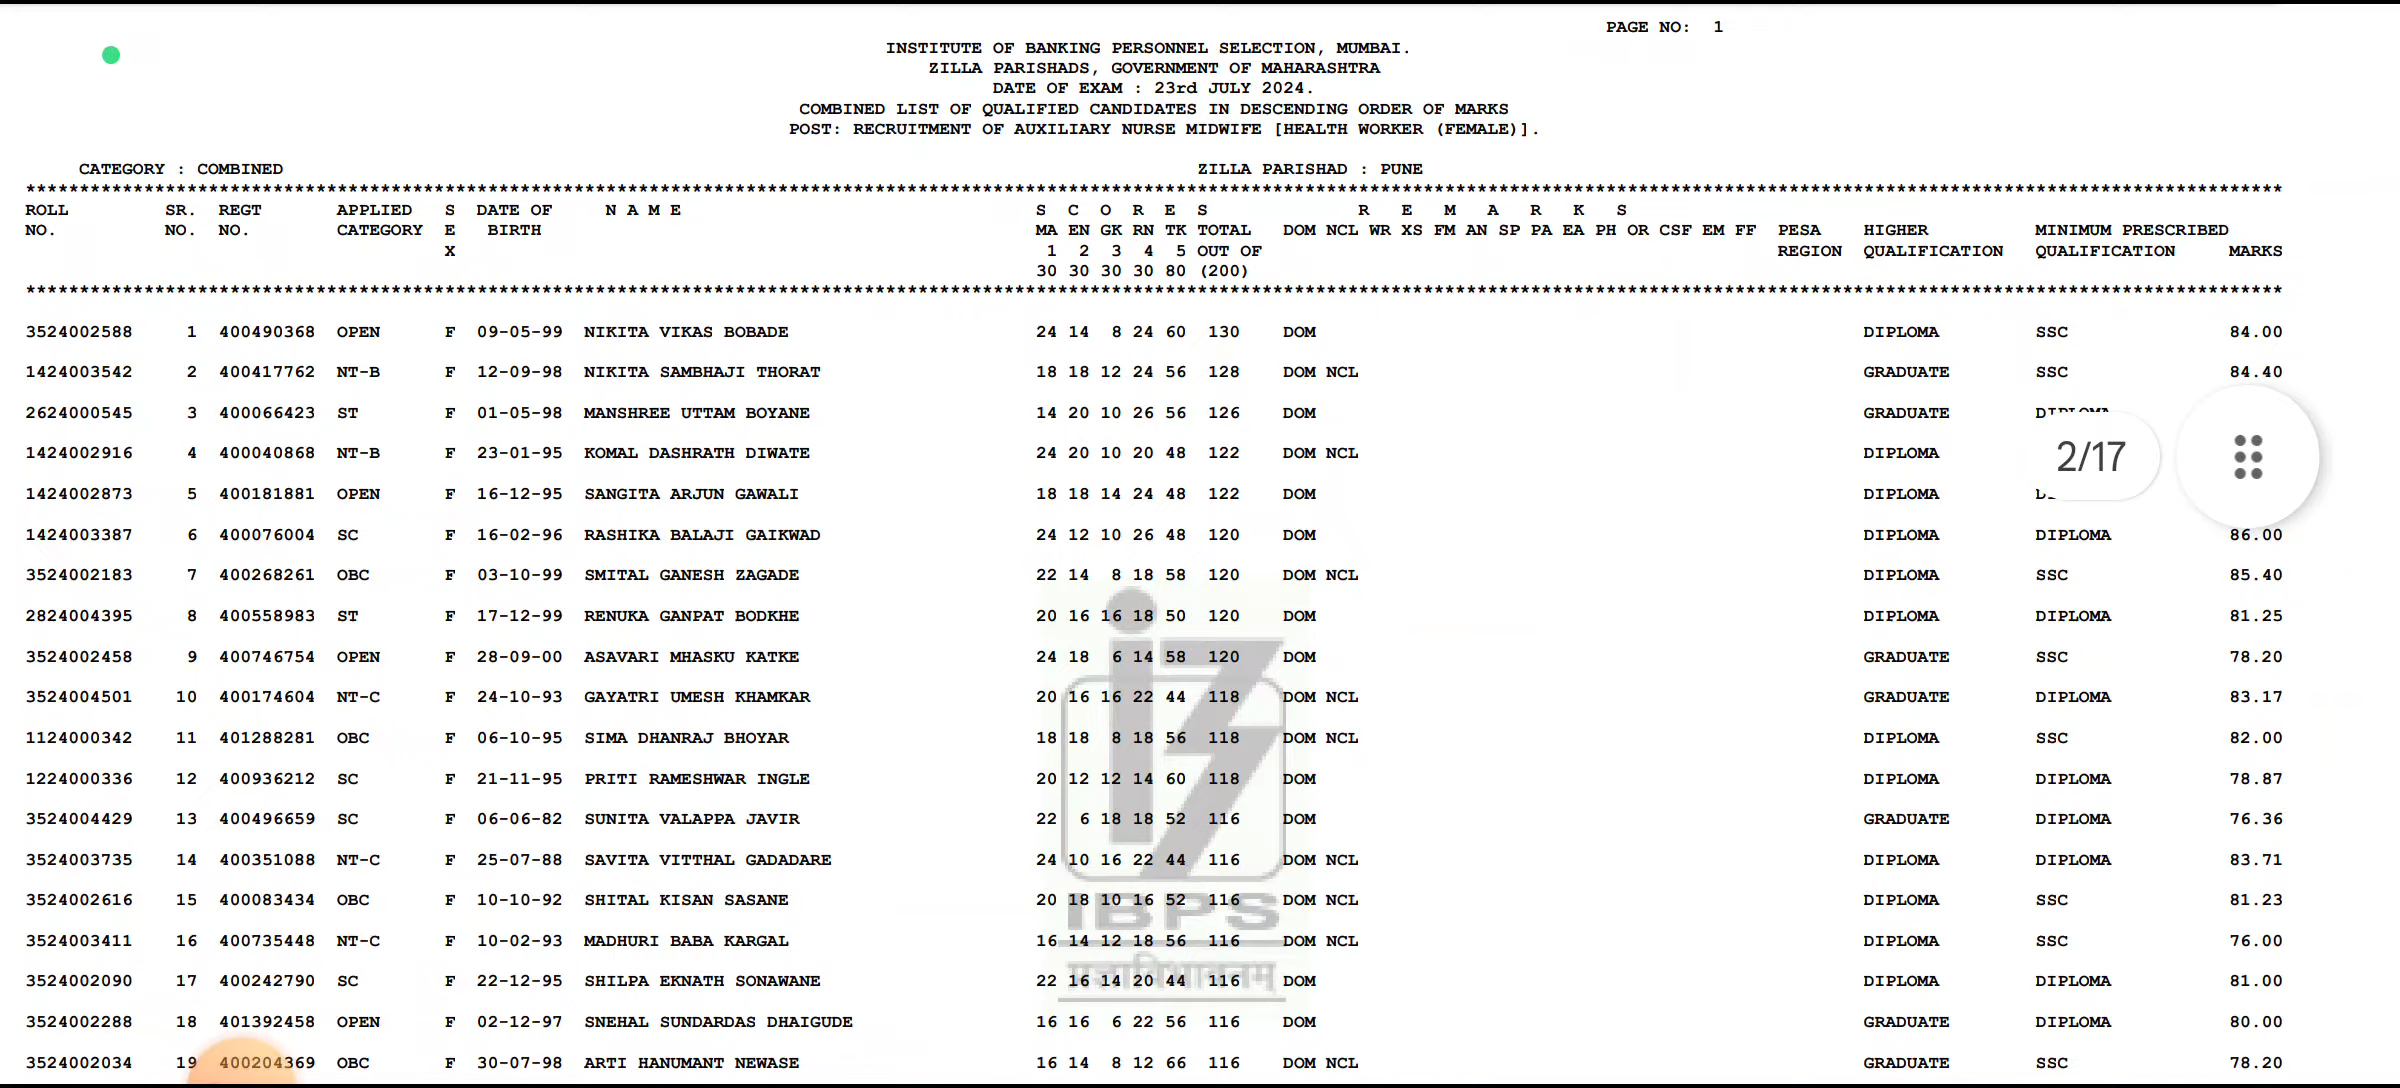 PAGE NO: 1
INSTITUTE OF BANKING PERSONNEL SELECTION, MUMBAI.
ZILLA PARISHADS, GOVERNMENT OF MAHARASHTRA
DATE OF EXAM : 23rd JULY 2024.
COMBINED LIST OF QUALIFIED CANDIDATES IN DESCENDING ORDER OF MARKS
POST: RECRUITMENT OF AUXILIARY NURSE MIDWIFE [HEALTH WORKER (FEMALE)].
CATEGORY : COMBINED ZILLA PARISHAD : PUNE
************************************************************
ROLL SR. REGT APPLIED S DATE OF N A M E S C O R E S R E M A R K S
NO. NO. NO. CATEGORY E BIRTH MA EN GK RN TK TOTAL DOM NCL WR XS FM AN SP PA EA PH OR CSF EM FF PESA HIGHER MINIMUM PRESCRIBED
X 1 2 3 4 5 OUT OF REGION QUALIFICATION QUALIFICATION MARKS
30 30 30 30 80 (200)
************************************************************
3524002588 1 400490368 OPEN F 09-05-99 NIKITA VIKAS BOBADE 24 14 8 24 60 130 DOM DIPLOMA SSC 84.00
1424003542 2 400417762 NT-B F 12-09-98 NIKITA SAMBHAJI THORAT 18 18 12 24 56 128 DOM NCL GRADUATE SSC 84.40
2624000545 3 400066423 ST F 01-05-98 MANSHREE UTTAM BOYANE 14 20 10 26 56 126 DOM GRADUATE DIPLOMA
1424002916 4 400040868 NT-B F 23-01-95 KOMAL DASHRATH DIWATE 24 20 10 20 48 122 DOM NCL DIPLOMA
2/17
1424002873 5 400181881 OPEN F 16-12-95 SANGITA ARJUN GAWALI 18 18 14 24 48 122 DOM DIPLOMA
1424003387 6 400076004 SC F 16-02-96 RASHIKA BALAJI GAIKWAD 24 12 10 26 48 120 DOM DIPLOMA DIPLOMA 86.00
3524002183 7 400268261 OBC F 03-10-99 SMITAL GANESH ZAGADE 22 14 8 18 58 120 DOM NCL DIPLOMA SSC 85.40
2824004395 8 400558983 ST F 17-12-99 RENUKA GANPAT BODKHE 20 16 16 18 50 120 DOM DIPLOMA DIPLOMA 81.25
3524002458 9 400746754 OPEN F 28-09-00 ASAVARI MHASKU KATKE 24 18 6 14 58 120 DOM GRADUATE SSC 78.20
3524004501 10 400174604 NT-C F 24-10-93 GAYATRI UMESH KHAMKAR 20 16 16 22 44 118 DOM NCL GRADUATE DIPLOMA 83.17
1124000342 11 401288281 OBC F 06-10-95 SIMA DHANRAJ BHOYAR 18 18 8 18 56 118 DOM NCL DIPLOMA SSC 82.00
1224000336 12 400936212 SC F 21-11-95 PRITI RAMESHWAR INGLE 20 12 12 14 60 118 DOM DIPLOMA DIPLOMA 78.87
3524004429 13 400496659 SC F 06-06-82 SUNITA VALAPPA JAVIR 22 6 18 18 52 116 DOM GRADUATE DIPLOMA 76.36
3524003735 14 400351088 NT-C F 25-07-88 SAVITA VITTHAL GADADARE 24 10 16 22 44 116 DOM NCL DIPLOMA DIPLOMA 83.71
3524002616 15 400083434 OBC F 10-10-92 SHITAL KISAN SASANE 20 18 10 16 52 116 DOM NCL DIPLOMA SSC 81.23
IBPS
3524003411 16 400735448 NT-C F 10-02-93 MADHURI BABA KARGAL 16 14 12 18 56 116 DOM NCL DIPLOMA SSC 76.00
3524002090 17 400242790 SC F 22-12-95 SHILPA EKNATH SONAWANE 22 16 14 20 44 116 DOM DIPLOMA DIPLOMA 81.00
3524002288 18 401392458 OPEN F 02-12-97 SNEHAL SUNDARDAS DHAIGUDE 16 16 6 22 56 116 DOM GRADUATE DIPLOMA 80.00
3524002034 19 400204369 OBC F 30-07-98 ARTI HANUMANT NEWASE 16 14 8 12 66 116 DOM NCL GRADUATE SSC 78.20